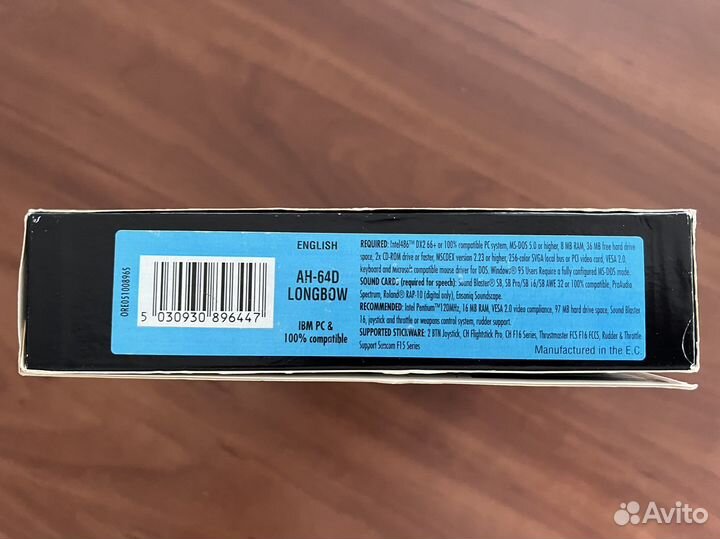 ORED51008965
5 030930 896447
ENGLISH
AH-64D
LONGBOW
IBM PC &
100% compatible
REQUIRED: Intel486™ DX2 66+ or 100% compatible PC system, MS-DOS 5.0 or higher, 8 MB RAM, 36 MB free hard drive
space, 2x CD-ROM drive or faster, MSCDEX version 2.23 or higher, 256-color SVGA local bus or PCI video card, VESA 2.0,
keyboard and Microsoft compatible mouse driver for DOS. Windows® 95 Users Require a fully configured MS-DOS mode.
SOUND CARDS (required for speech): Sound Blaster® SB, SB Pro/SB 16/SB AWE 32 or 100% compatible, ProAudio
Spectrum, Roland® RAP-10 (digital only), Ensoniq Soundscape.
RECOMMENDED: Intel Pentium™120MHz, 16 MB RAM, VESA 2.0 video compliance, 97 MB hard drive space, Sound Blaster
16, joystick and throttle or weapons control system, rudder support.
SUPPORTED STICKWARE: 2 BTN Joystick, CH Flightstick Pro, CH F16 Series, Thrustmaster FCS F16 FCCS, Rudder & Throttle
Support Suncom F15 Series
Manufactured in the E.C
Avito